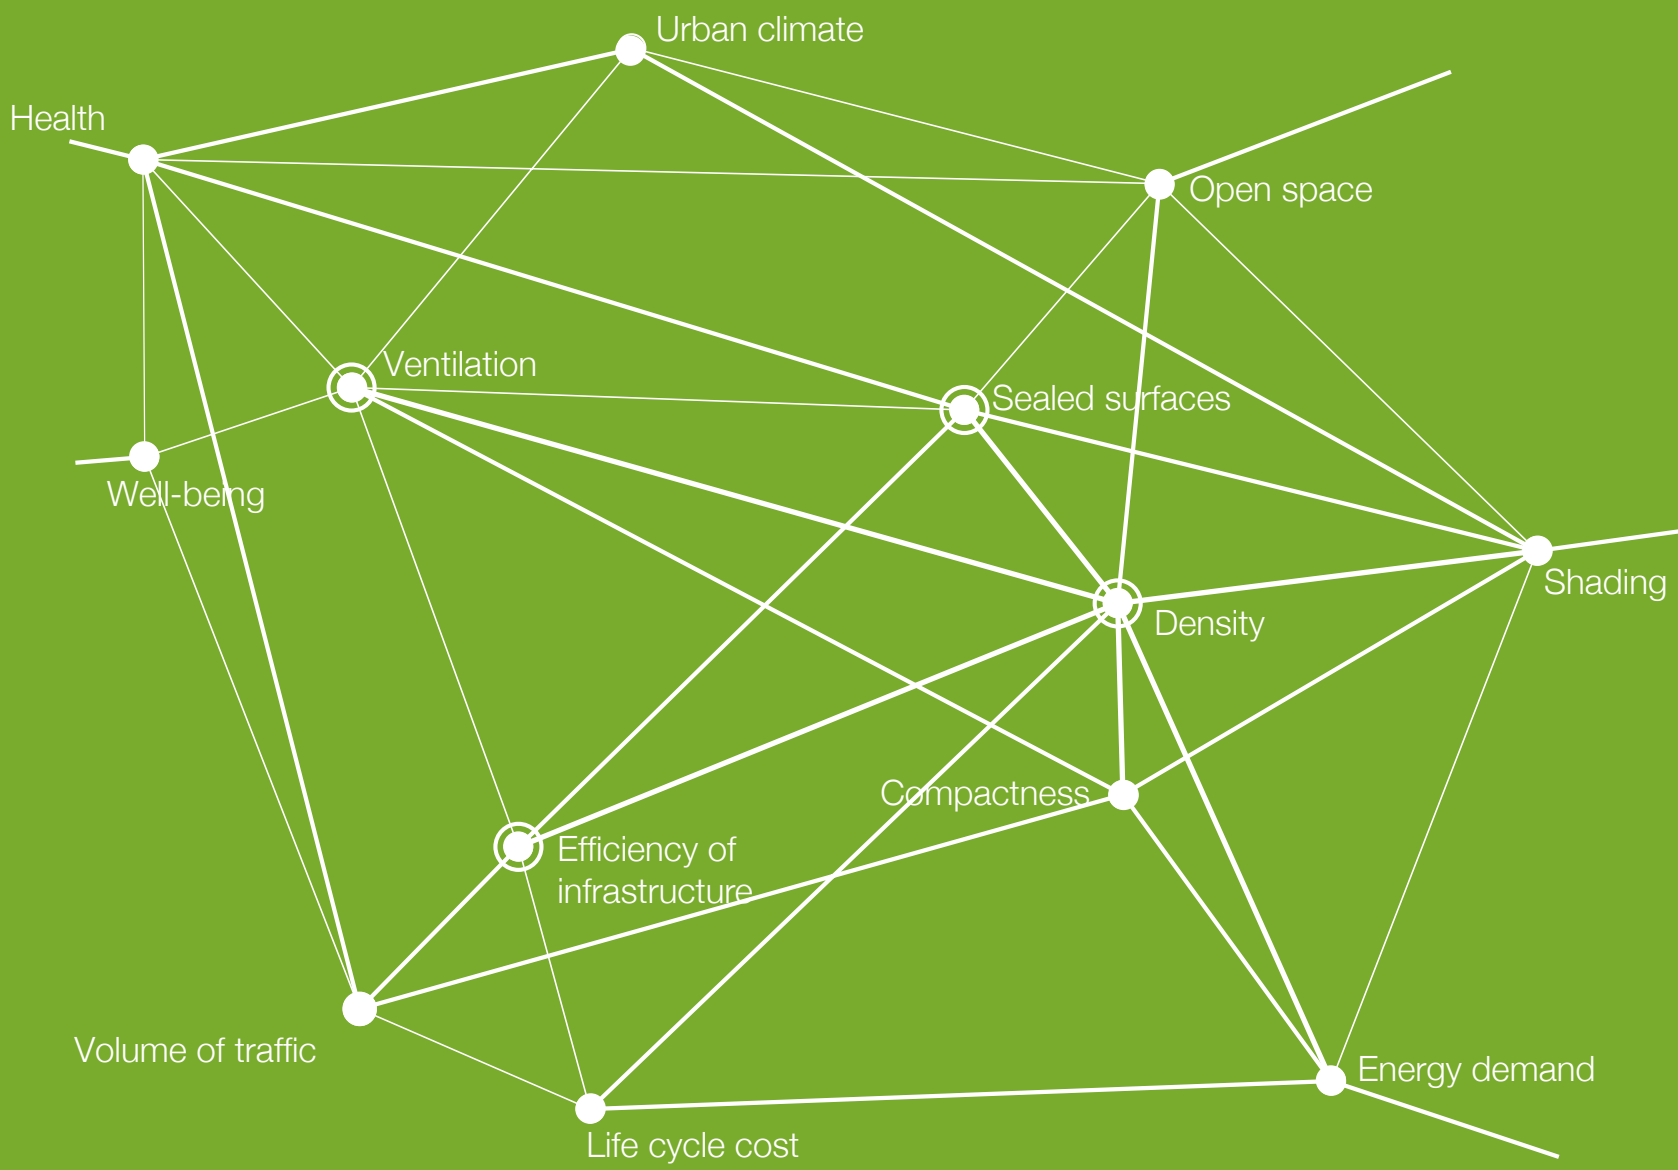 Urban climate
Health
Open space
Ventilation
Sealed surfaces
Well-being
Shading
Density
Compactness
Efficiency of
infrastructure
Volume of traffic
Energy demand
Life cycle cost